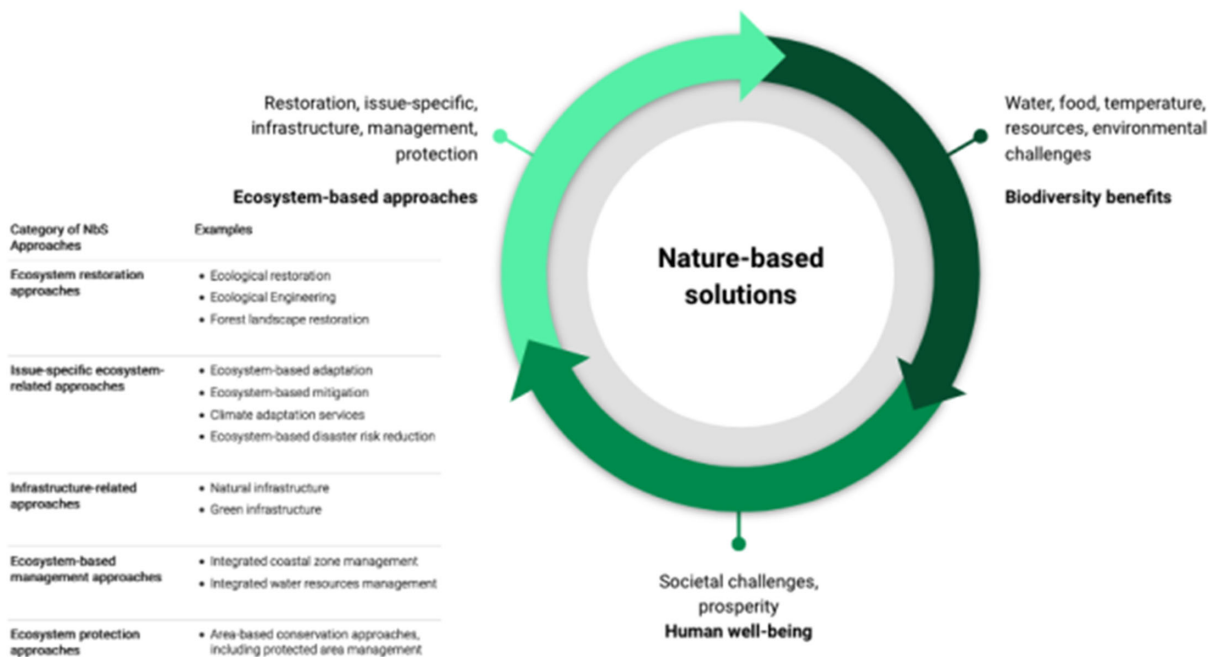 Restoration, issue-specific,
infrastructure, management,
protection
Ecosystem-based approaches
Water, food, temperature,
resources, environmental
challenges
Biodiversity benefits
Nature-based
solutions
Societal challenges,
prosperity
Human well-being
Category of NbS
Approaches
Examples
Ecosystem restoration
approaches
• Ecological restoration
• Ecological Engineering
• Forest landscape restoration
Issue-specific ecosystem-
related approaches
• Ecosystem-based adaptation
• Ecosystem-based mitigation
• Climate adaptation services
• Ecosystem-based disaster risk reduction
Infrastructure-related
approaches
• Natural infrastructure
• Green infrastructure
Ecosystem-based
management approaches
• Integrated coastal zone management
• Integrated water resources management
Ecosystem protection
approaches
• Area-based conservation approaches,
including protected area management